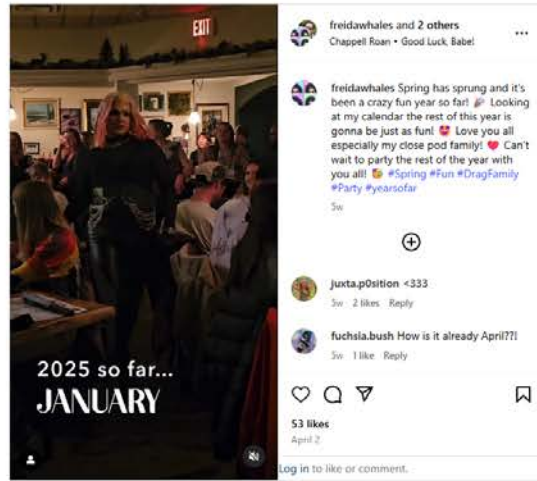 EXIT
2025 so far...
JANUARY
freidawhales and 2 others
Chappell Roan • Good Luck, Babe!
freidawhales Spring has sprung and it's
been a crazy fun year so far! 🎉 Looking
at my calendar the rest of this year is
gonna be just as fun! 😍 Love you all
especially my close pod family! ❤️ Can't
wait to party the rest of the year with
you all! 🥳 #Spring #Fun #DragFamily
#Party #yearsofar
5w
juxta.p0sition <333
5w 2 likes Reply
fuchsia.bush How is it already April??!
5w 1 like Reply
53 likes
April 2
Log in to like or comment.